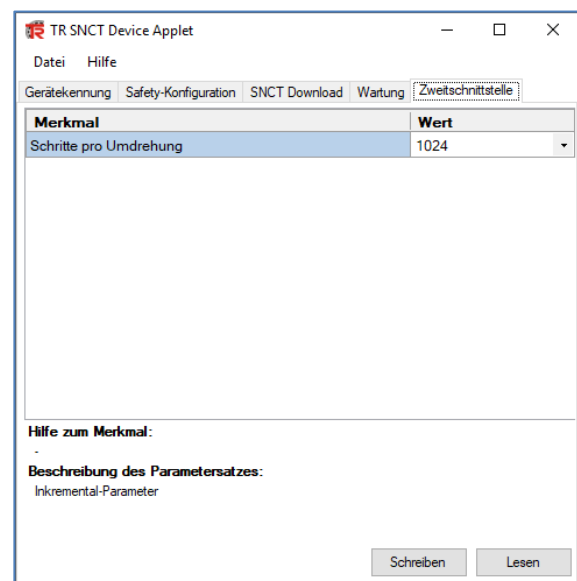 TR SNCT Device Applet
Datei Hilfe
Gerätekennung Safety-Konfiguration SNCT Download Wartung Zweitschnittstelle
Merkmal Wert
Schritte pro Umdrehung 1024
Hilfe zum Merkmal:
-
Beschreibung des Parametersatzes:
Inkremental-Parameter
Schreiben Lesen